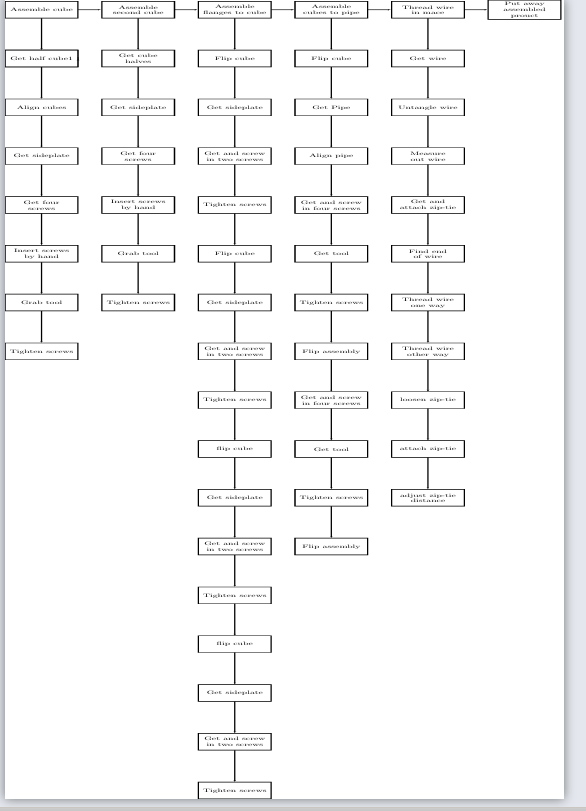 Assemble cube
Assemble
second cube
Assemble
flanges to cube
Assemble
cubes to pipe
Thread wire
in mace
Put away
assembled
prouct
Get half cube1
Align cubes
Get sideplate
Get four
screws
Insert screws
by hand
Grab tool
Tighten screws
Get cube
halves
Get sideplate
Get four
screws
Insert screws
by hand
Grab tool
Tighten screws
Flip cube
Get sideplate
Get and screw
in two screws
Tighten screws
Flip cube
Get sideplate
Get and screw
in two screws
Tighten screws
flip cube
Get sideplate
Get and screw
in two screws
Tighten screws
flip cube
Get sideplate
Get and screw
in two screws
Tighten screws
Flip cube
Get Pipe
Align pipe
Get and screw
in four screws
Get tool
Tighten screws
Flip assembly
Get and screw
in four screws
Get tool
Tighten screws
Flip assembly
Get wire
Untangle wire
Measure
out wire
Get and
attach zip-tie
Find end
of wire
Thread wire
one way
Thread wire
other way
loosen zip-tie
attach zip-tie
adjust zip-tie
distance